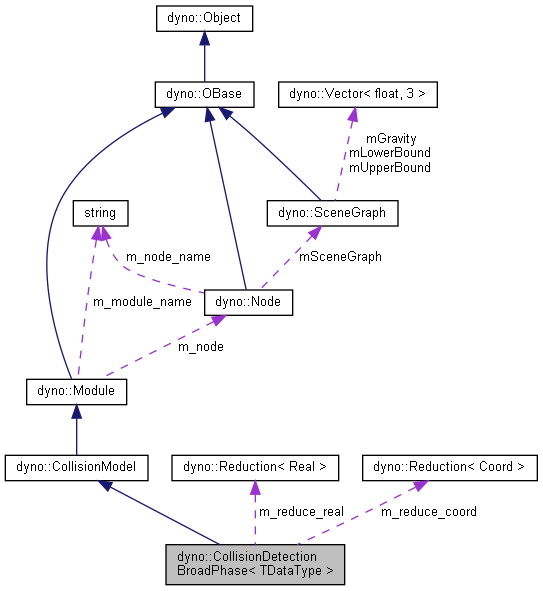 dyno::Object
dyno::OBase
dyno::Vector< float, 3 >
mGravity
mLowerBound
mUpperBound
string
dyno::SceneGraph
m_node_name
mSceneGraph
m_module_name
dyno::Node
m_node
dyno::Module
dyno::CollisionModel
dyno::Reduction< Real >
dyno::Reduction< Coord >
m_reduce_real
m_reduce_coord
dyno::CollisionDetection
BroadPhase< TDataType >